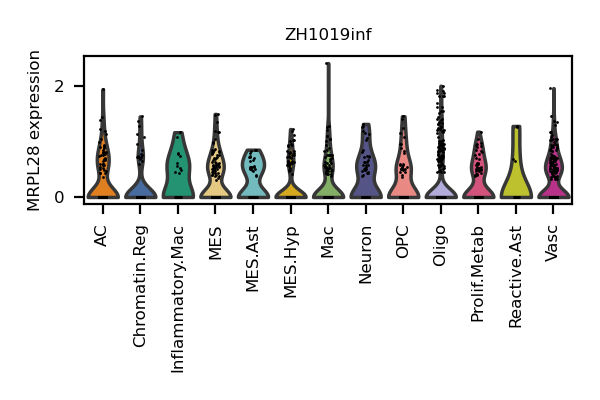 ZH1019inf
MRPL28 expression
2
0
AC
Chromatin.Reg
Inflammatory.Mac
MES
MES.Ast
MES.Hyp
Mac
Neuron
OPC
Oligo
Prolif.Metab
Reactive.Ast
Vasc